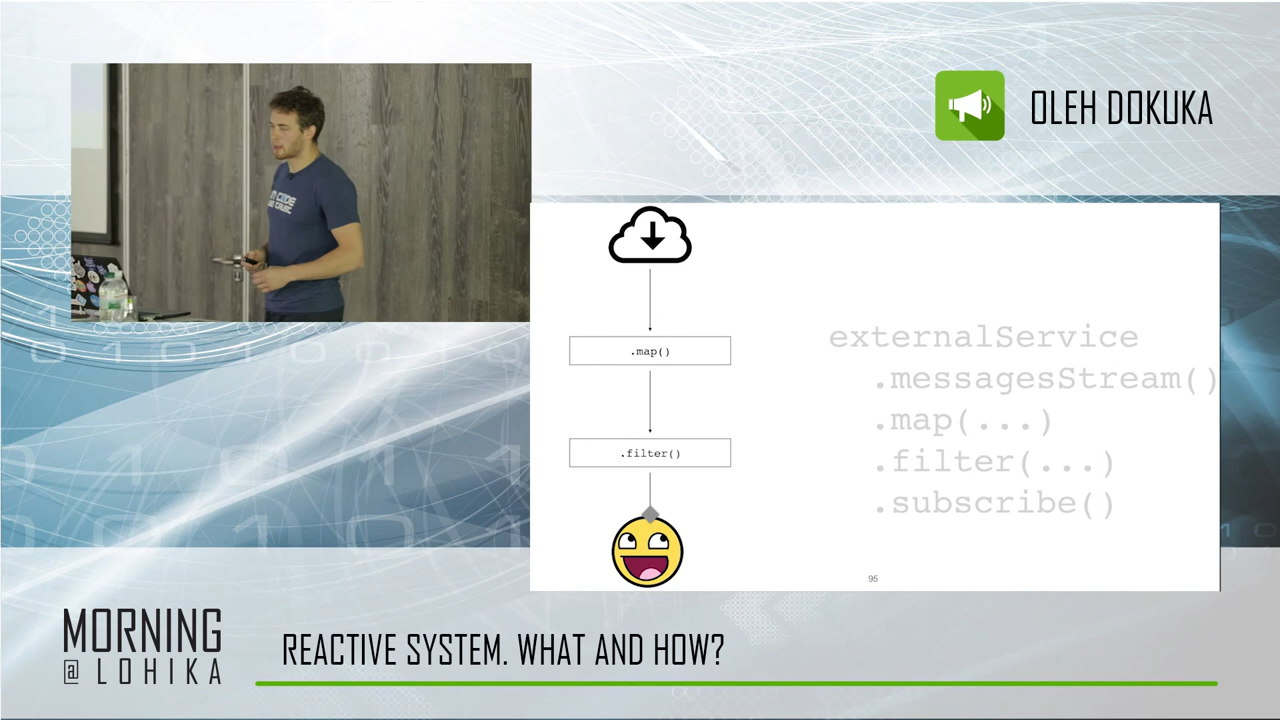 OLEH DOKUKA
.map()
.filter()
externalService
.messagesStream()
.map(...)
.filter(...)
.subscribe()
95
MORNING
@ LOHIKA
REACTIVE SYSTEM. WHAT AND HOW?